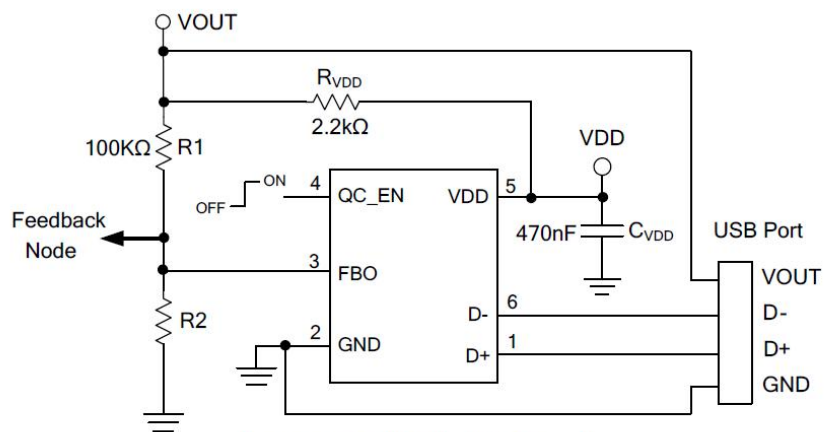 VOUT
RVDD
2.2kΩ
100KΩ R1
VDD
ON
OFF
4
QC_EN
VDD
5
470nF
CVDD
USB Port
Feedback
Node
VOUT
3
FBO
D-
6
D-
R2
2
GND
D+
1
D+
GND